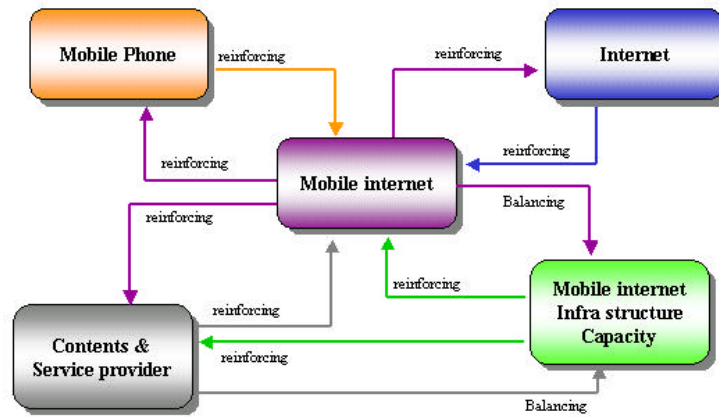 Mobile Phone
reinforcing
reinforcing
Internet
reinforcing
reinforcing
Mobile internet
Balancing
reinforcing
reinforcing
Mobile internet
Infra structure
Capacity
reinforcing
Contents &
Service provider
reinforcing
Balancing